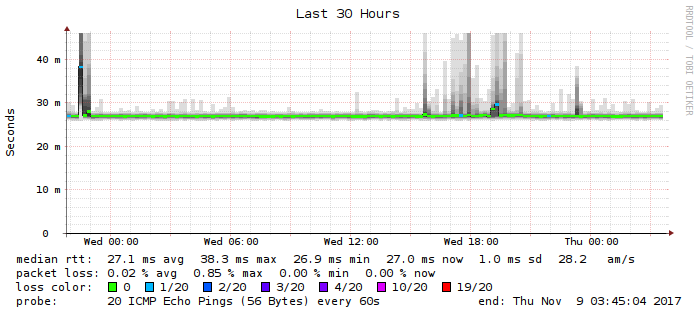 Last 30 Hours
RRDTOOL / TOBI OETIKER
Seconds
40 m
30 m
20 m
10 m
0
Wed 00:00 Wed 06:00 Wed 12:00 Wed 18:00 Thu 00:00
median rtt: 27.1 ms avg 38.3 ms max 26.9 ms min 27.0 ms now 1.0 ms sd 28.2 am/s
packet loss: 0.02 % avg 0.85 % max 0.00 % min 0.00 % now
loss color: 0 1/20 2/20 3/20 4/20 10/20 19/20
probe: 20 ICMP Echo Pings (56 Bytes) every 60s end: Thu Nov 9 03:45:04 2017